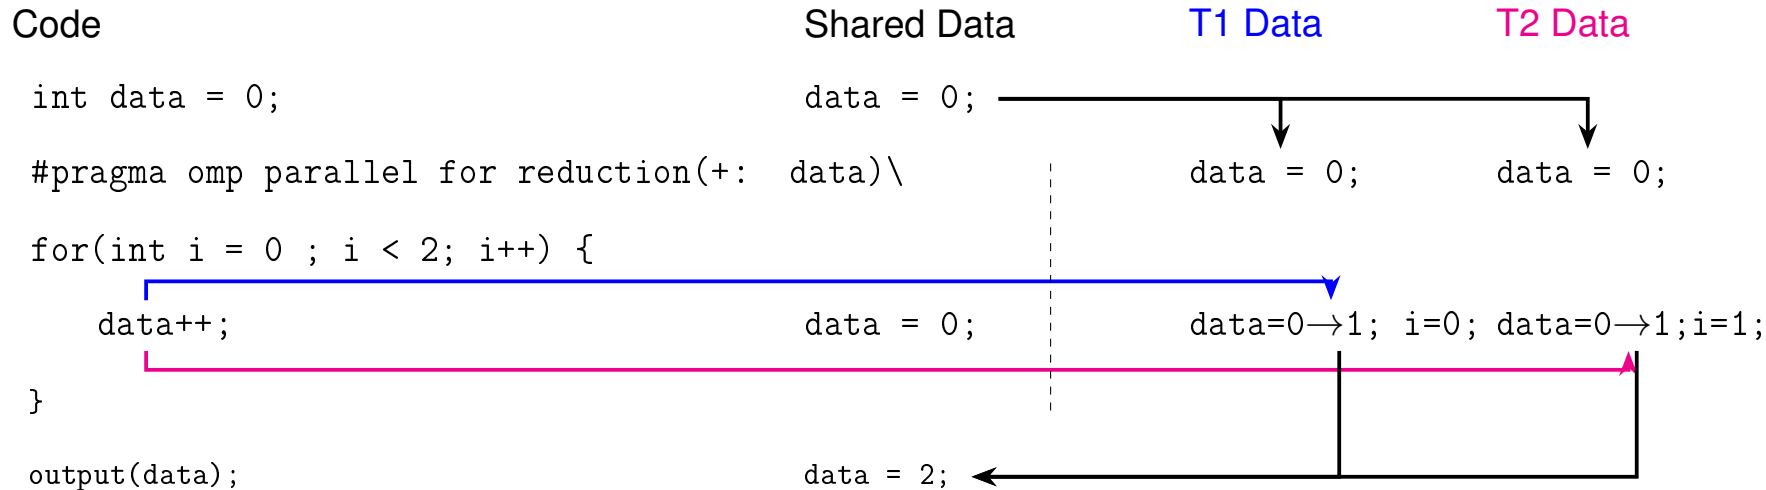 Code Shared Data T1 Data T2 Data
int data = 0; data = 0;
#pragma omp parallel for reduction(+: data)\ data = 0; data = 0;
for(int i = 0 ; i < 2; i++) {
data++; data = 0; data=0→1; i=0; data=0→1;i=1;
}
output(data); data = 2;